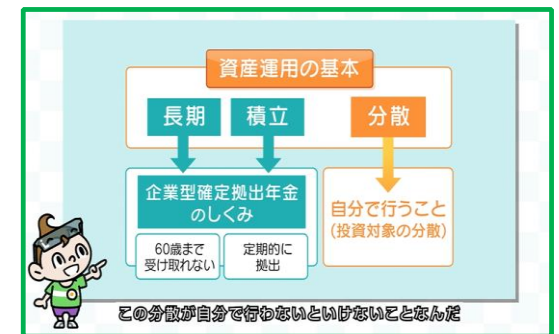 資産運用の基本
長期
積立
分散
企業型確定拠出年金
のしくみ
60歳まで
受け取れない
定期的に
拠出
自分で行うこと
(投資対象の分散)
この分散が自分で行わないといけないことなんだ